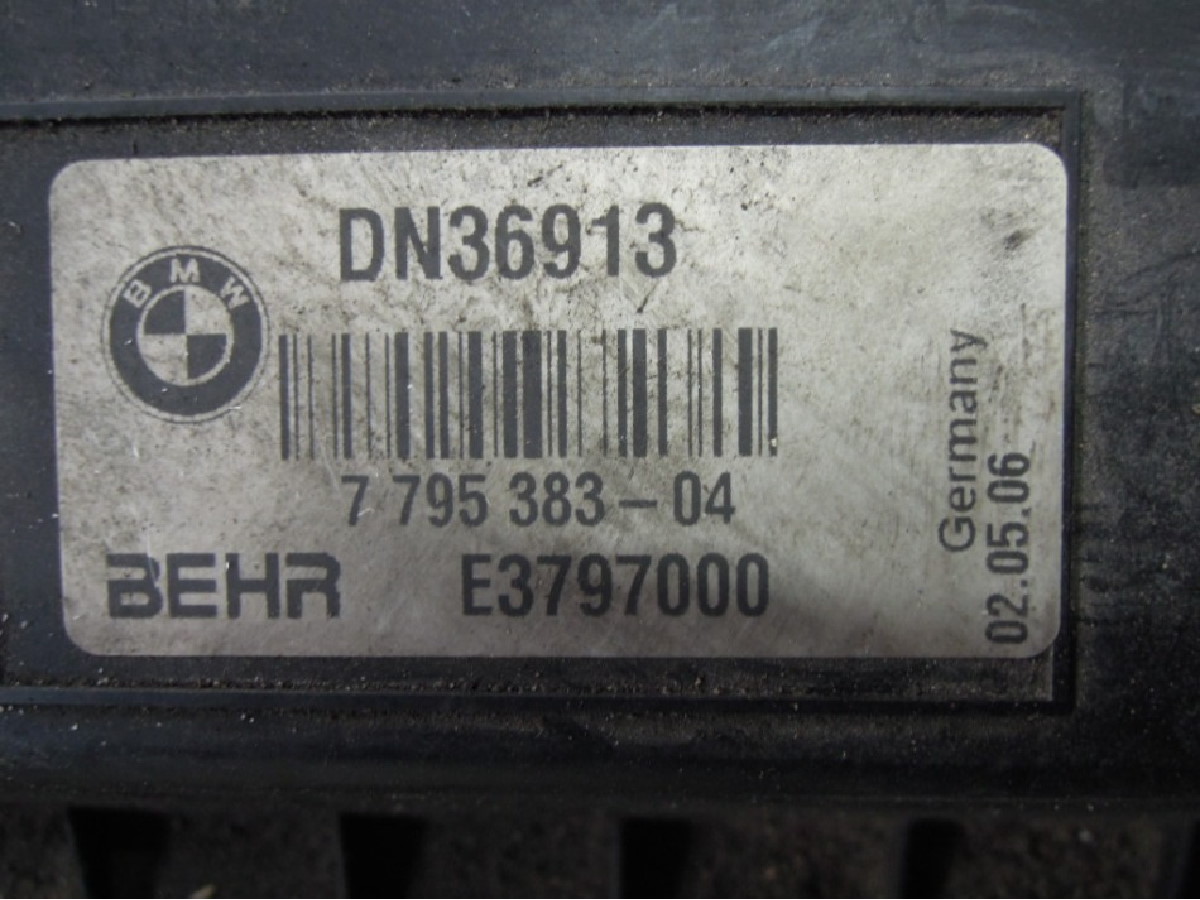 DN36913
BMW
7 795 383-04
BEHR E3797000
Germany
02.05.06